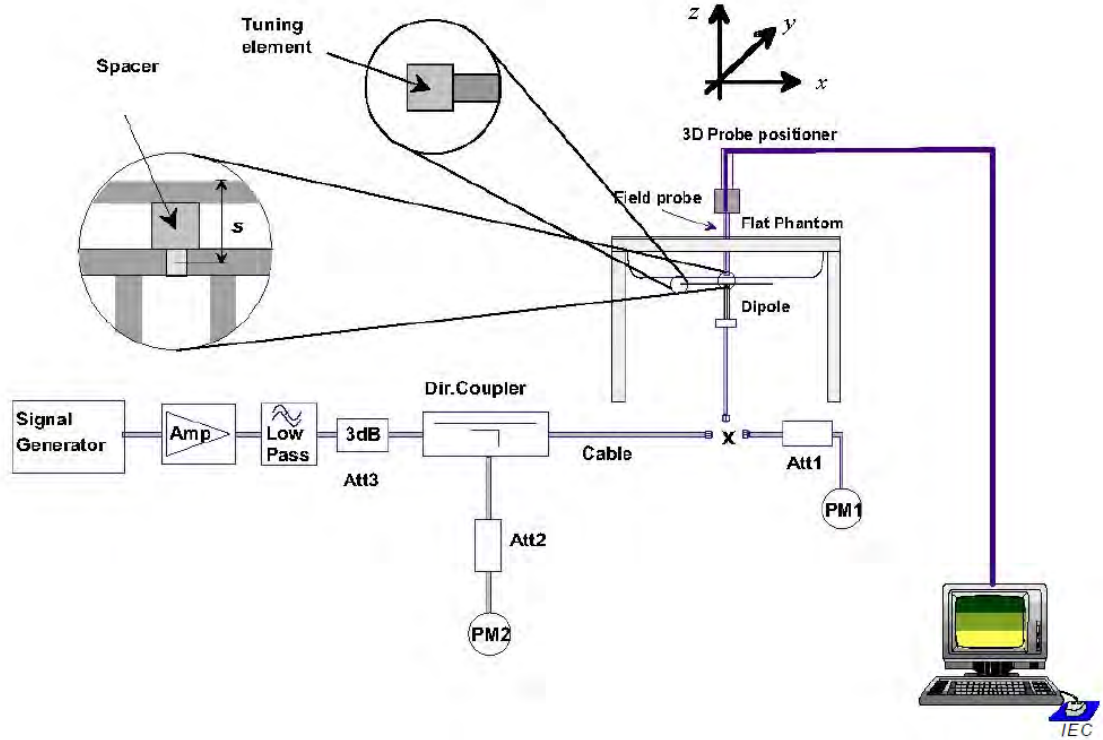 z
y
x
Tuning
element
Spacer
s
3D Probe positioner
Field probe
Flat Phantom
Dipole
Dir.Coupler
Signal
Generator
Amp
Low
Pass
3dB
Att3
Cable
x
Att1
PM1
Att2
PM2
IEC